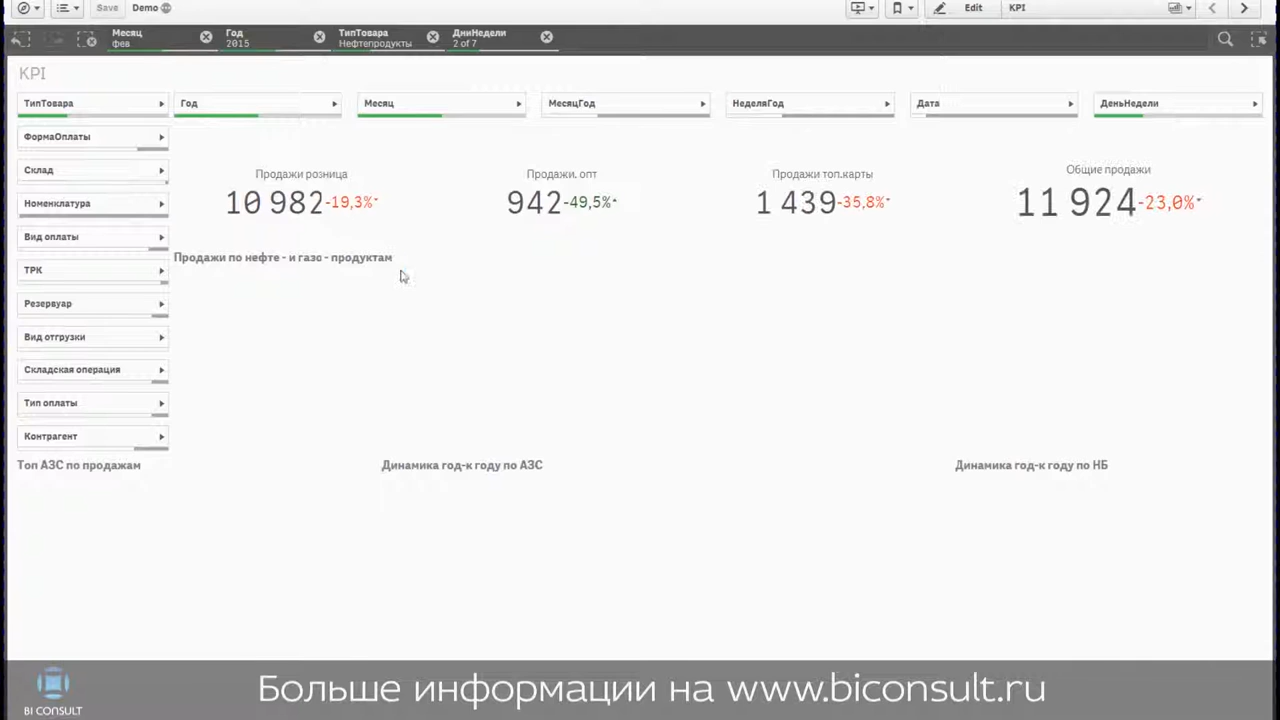 Save Demo Edit KPI
Месяц Год ТипТовара ДниНедели
фев 2015 Нефтепродукты 2 of 7
KPI
ТипТовара Год Месяц МесяцГод НеделяГод Дата ДеньНедели
ФормаОплаты
Склад
Номенклатура
Вид оплаты
ТРК
Резервуар
Вид отгрузки
Складская операция
Тип оплаты
Контрагент
Продажи розница Продажи, опт Продажи топ.карты Общие продажи
10 982 -19,3% 942 -49,5% 1 439 -35,8% 11 924 -23,0%
Продажи по нефте - и газо - продуктам
Топ АЗС по продажам Динамика год-к году по АЗС Динамика год-к году по НБ
BI CONSULT
Больше информации на www.biconsult.ru